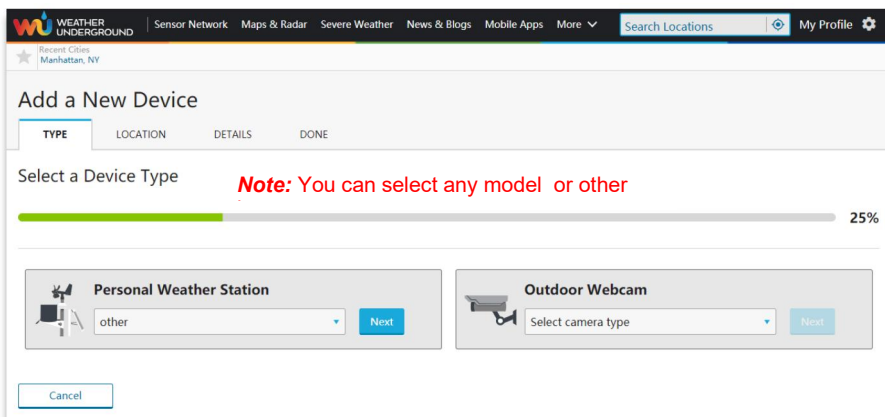 WEATHER
UNDERGROUND
Sensor Network Maps & Radar Severe Weather News & Blogs Mobile Apps More Search Locations My Profile
Recent Cities
Manhattan, NY
Add a New Device
TYPE LOCATION DETAILS DONE
Select a Device Type
Note: You can select any model or other
25%
Personal Weather Station
other Next
Outdoor Webcam
Select camera type Next
Cancel